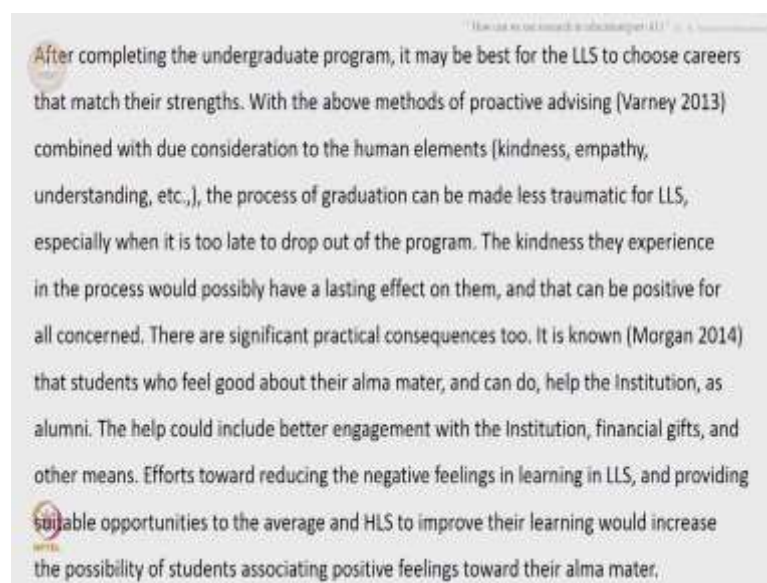 After completing the undergraduate program, it may be best for the LLS to choose careers
that match their strengths. With the above methods of proactive advising (Varney 2013)
combined with due consideration to the human elements (kindness, empathy,
understanding, etc.,), the process of graduation can be made less traumatic for LLS,
especially when it is too late to drop out of the program. The kindness they experience
in the process would possibly have a lasting effect on them, and that can be positive for
all concerned. There are significant practical consequences too. It is known (Morgan 2014)
that students who feel good about their alma mater, and can do, help the Institution, as
alumni. The help could include better engagement with the Institution, financial gifts, and
other means. Efforts toward reducing the negative feelings in learning in LLS, and providing
suitable opportunities to the average and HLS to improve their learning would increase
NPTEL
the possibility of students associating positive feelings toward their alma mater.